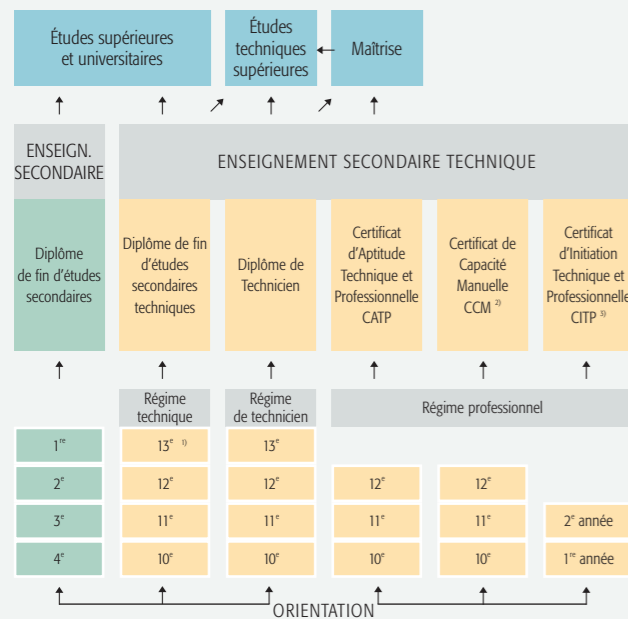 Études supérieures
et universitaires
Études
techniques
supérieures
Maîtrise
ENSEIGN.
SECONDAIRE
ENSEIGNEMENT SECONDAIRE TECHNIQUE
Diplôme
de fin d'études
secondaires
Diplôme de fin
d'études
secondaires
techniques
Diplôme de
Technicien
Certificat
d'Aptitude
Technique et
Professionnelle
CATP
Certificat de
Capacité
Manuelle
CCM 2)
Certificat
d'Initiation
Technique et
Professionnelle
CITP 3)
Régime
technique
Régime
de technicien
Régime professionnel
1re 13e 1) 13e
2e 12e 12e 12e 12e
3e 11e 11e 11e 11e 2e année
4e 10e 10e 10e 10e 1re année
ORIENTATION